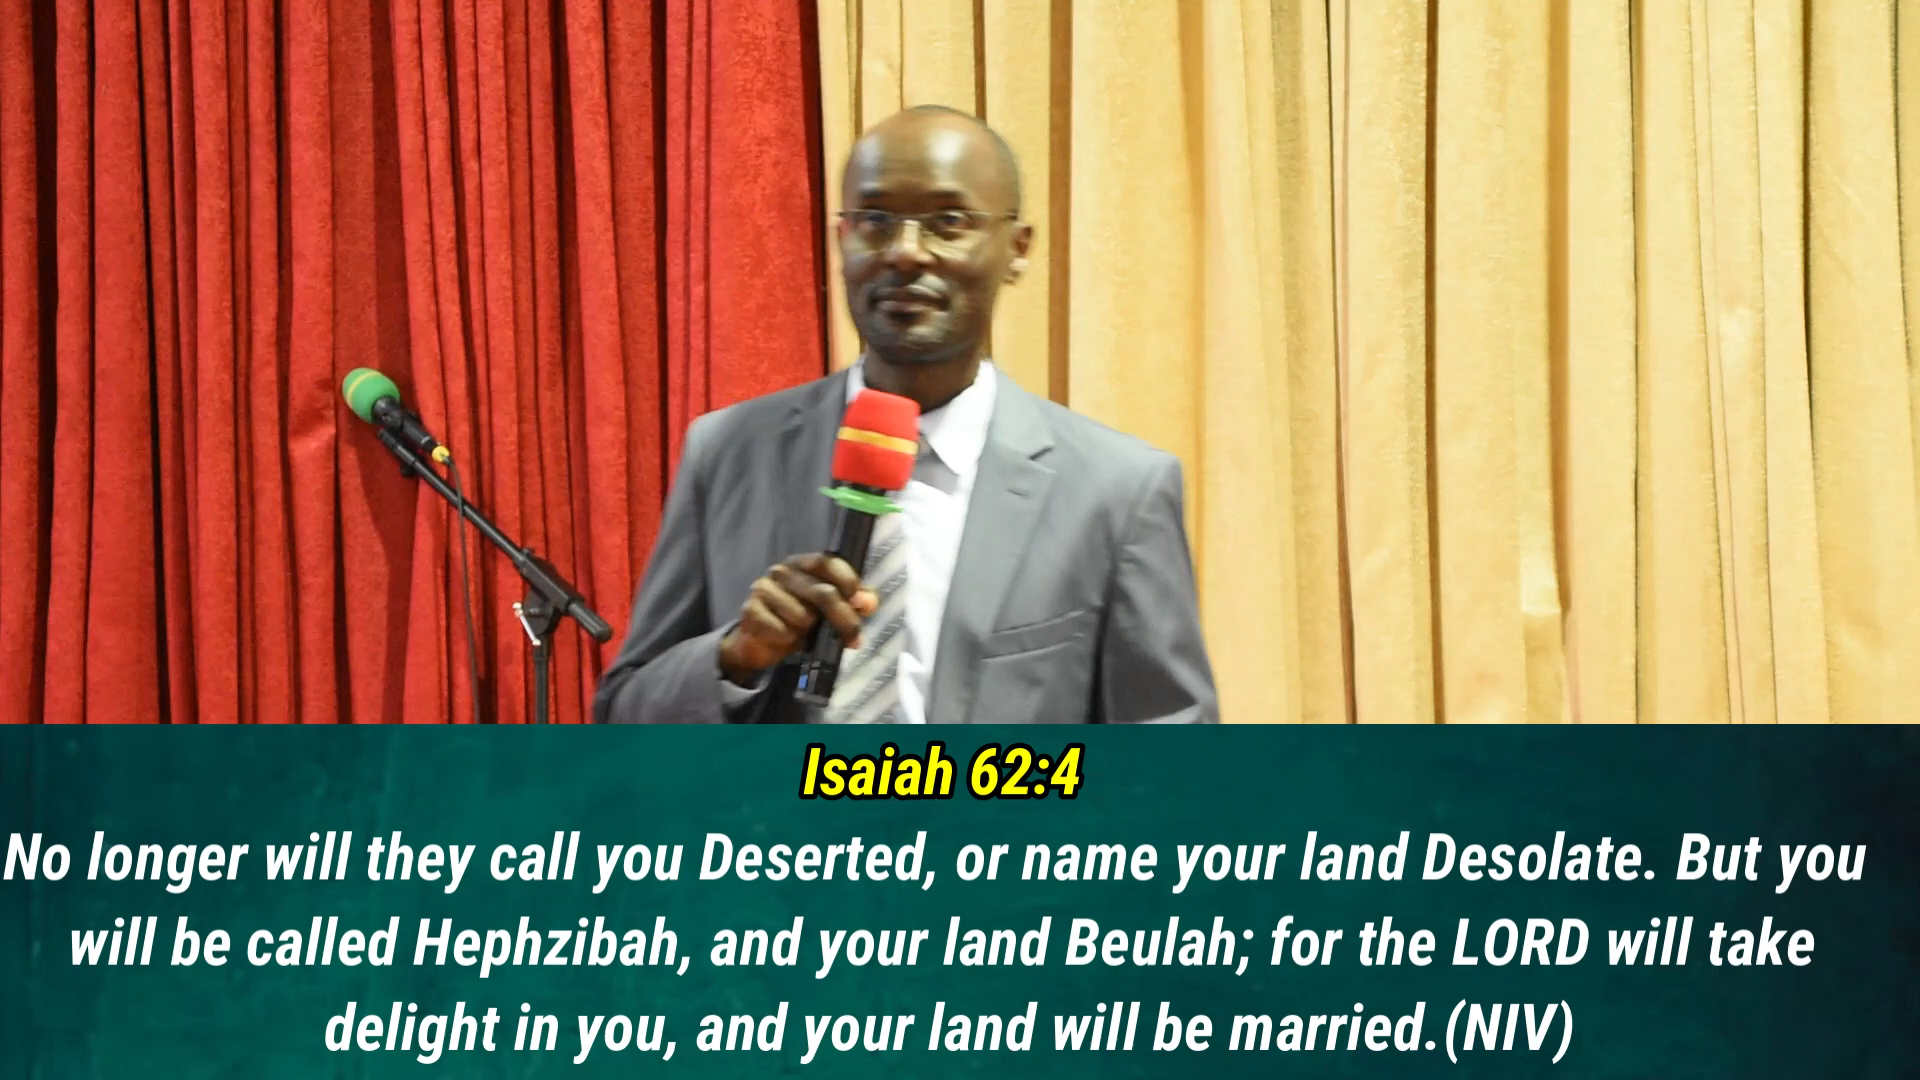 Isaiah 62:4
No longer will they call you Deserted, or name your land Desolate. But you
will be called Hephzibah, and your land Beulah; for the LORD will take
delight in you, and your land will be married.(NIV)